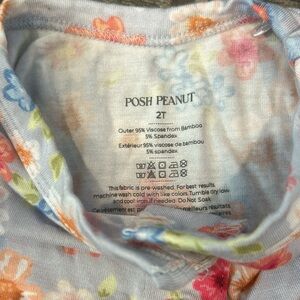 POSH PEANUT
2T
Outer 95% Viscose from Bamboo
5% Spandex
Extérieur 95% viscose de bambou
5% spandex
This fabric is pre-washed. For best results
machine wash cold with like colors. Tumble dry low
and cool iron if needed. Do Not Soak
meilleurs résultats